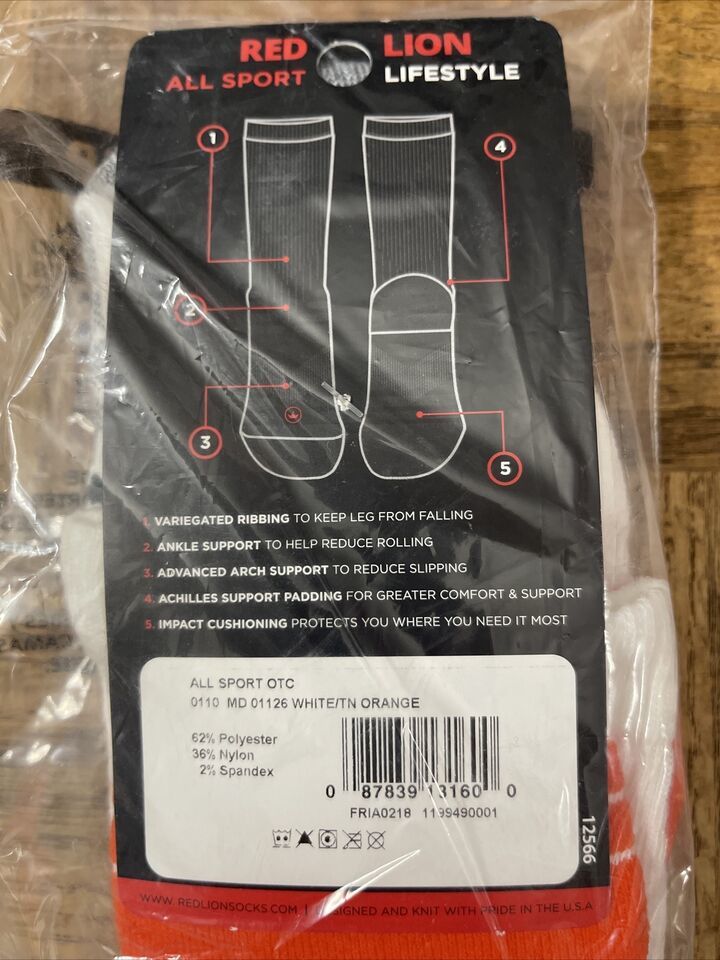 RED LION
ALL SPORT LIFESTYLE
1
4
2
3
5
1. VARIEGATED RIBBING TO KEEP LEG FROM FALLING
2. ANKLE SUPPORT TO HELP REDUCE ROLLING
3. ADVANCED ARCH SUPPORT TO REDUCE SLIPPING
4. ACHILLES SUPPORT PADDING FOR GREATER COMFORT & SUPPORT
5. IMPACT CUSHIONING PROTECTS YOU WHERE YOU NEED IT MOST
ALL SPORT OTC
0110 MD 01126 WHITE/TN ORANGE
62% Polyester
36% Nylon
2% Spandex
0 87839 13160 0
FRIA0218 1199490001
12566
WWW.REDLIONSOCKS.COM | DESIGNED AND KNIT WITH PRIDE IN THE U.S.A